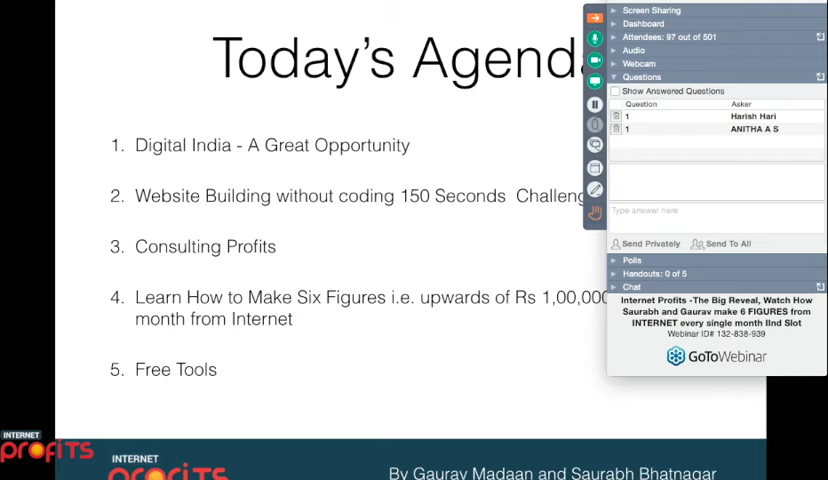 Today's Agenda
1. Digital India - A Great Opportunity
2. Website Building without coding 150 Seconds Challeng
3. Consulting Profits
4. Learn How to Make Six Figures i.e. upwards of Rs 1,00,000
month from Internet
5. Free Tools
INTERNET
PROFITS
INTERNET
PROFITS
By Gaurav Madaan and Saurabh Bhatnagar
Screen Sharing
Dashboard
Attendees: 97 out of 501
Audio
Webcam
Questions
Show Answered Questions
Question Asker
1 Harish Hari
1 ANITHA A S
Type answer here
Send Privately Send To All
Polls
Handouts: 0 of 5
Chat
Internet Profits -The Big Reveal, Watch How
Saurabh and Gaurav make 6 FIGURES from
INTERNET every single month IInd Slot
Webinar ID# 132-838-939
GoToWebinar